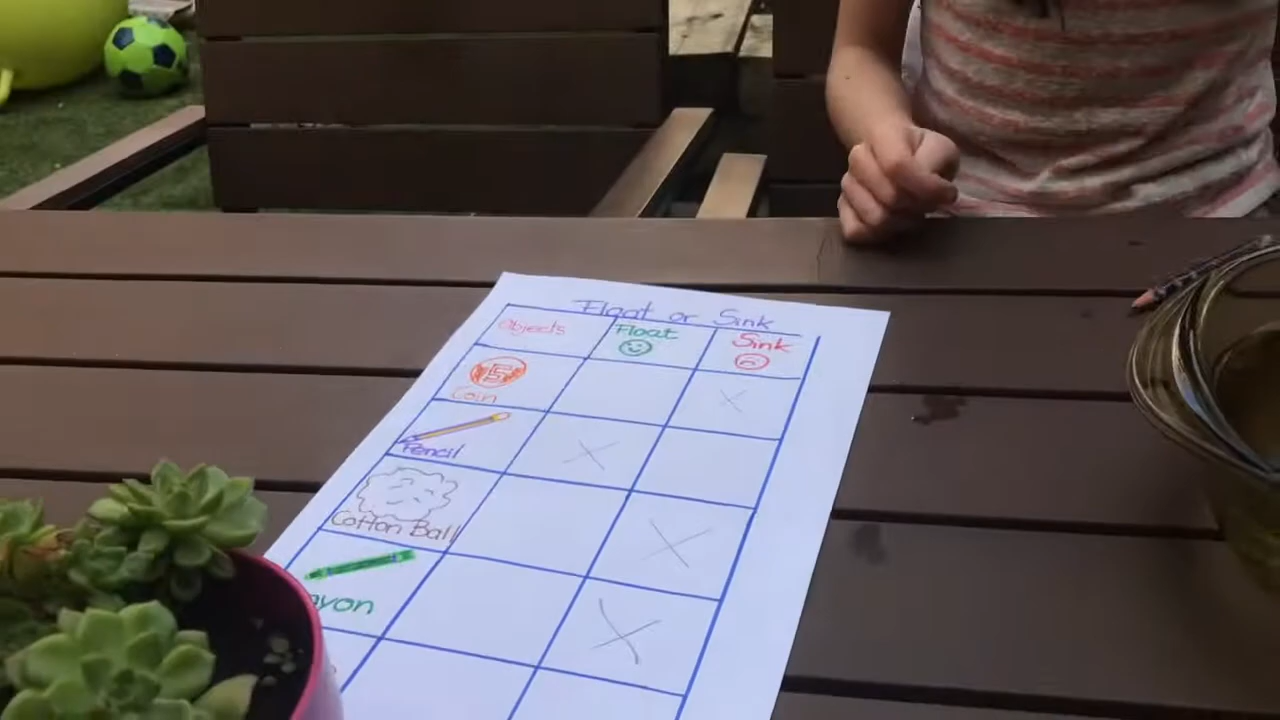 Float or Sink
Objects Float Sink
5
Coin X
Pencil X
Cotton Ball X
ayon X